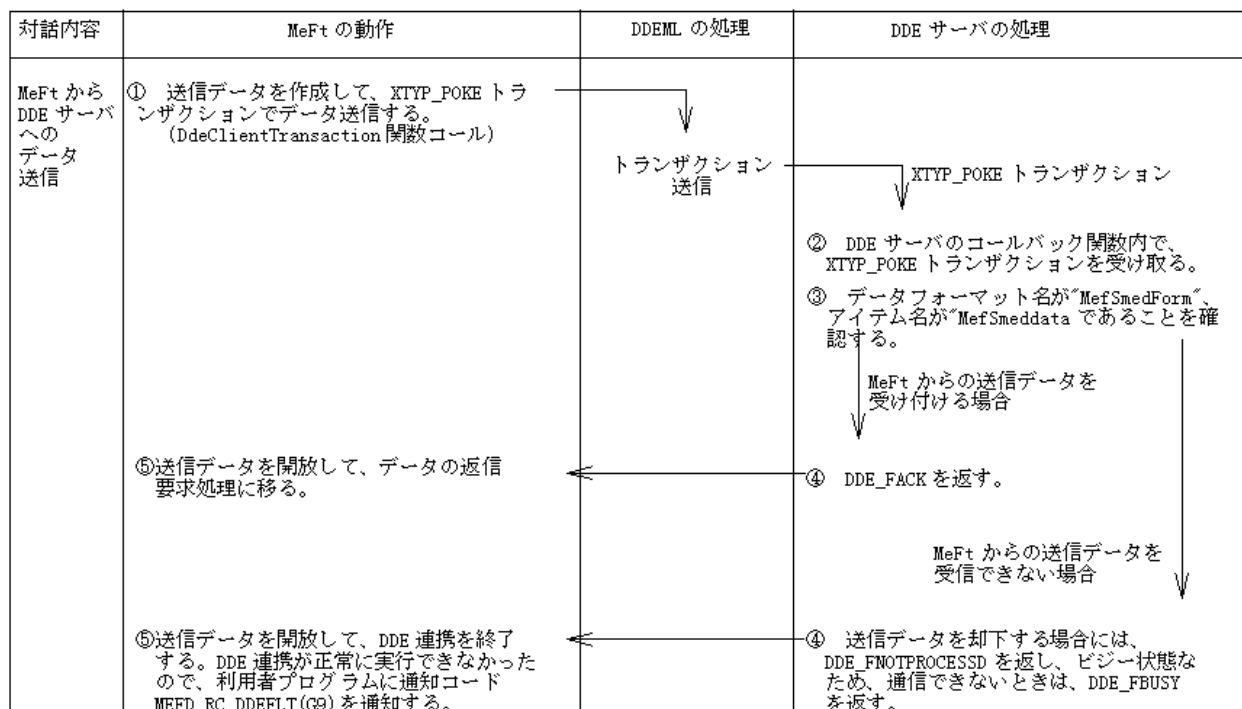 対話内容
MeFt の動作
DDEML の処理
DDE サーバの処理
MeFt から
DDE サーバ
への
データ
送信
① 送信データを作成して、XTYP_POKE トラ
ンザクションでデータ送信する。
(DdeClientTransaction 関数コール)
トランザクション
送信
XTYP_POKE トランザクション
② DDE サーバのコールバック関数内で、
XTYP_POKE トランザクションを受け取る。
③ データフォーマット名が"MefSmedForm"、
アイテム名が"MefSmeddata であることを確
認する。
MeFt からの送信データを
受け付ける場合
⑤送信データを開放して、データの返信
要求処理に移る。
④ DDE_FACK を返す。
MeFt からの送信データを
受信できない場合
⑤送信データを開放して、DDE 連携を終了
する。DDE 連携が正常に実行できなかった
ので、利用者プログラムに通知コード
MEFD_RC_DDEFLT(G9) を通知する。
④ 送信データを却下する場合には、
DDE_FNOTPROCESSD を返し、ビジー状態な
ため、通信できないときは、DDE_FBUSY
を返す。